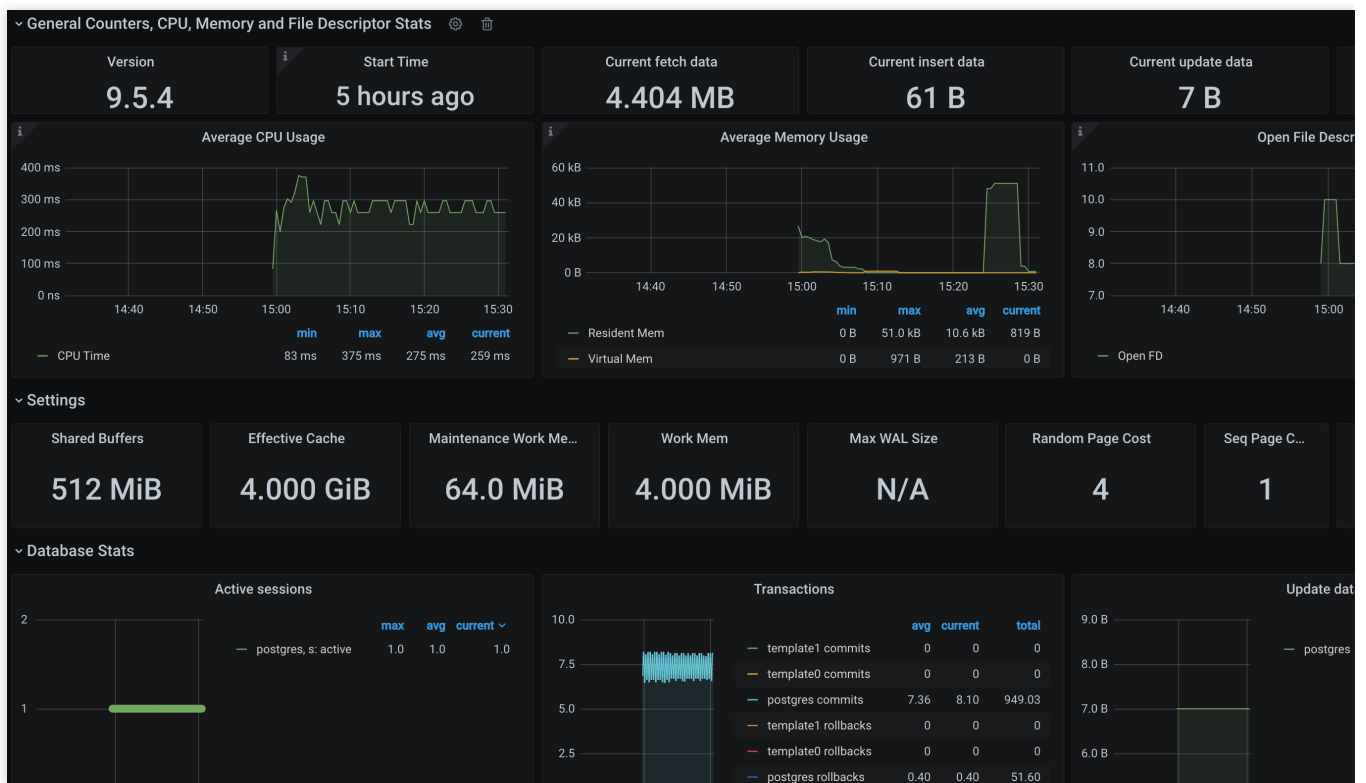 General Counters, CPU, Memory and File Descriptor Stats
Version
Start Time
Current fetch data
Current insert data
Current update data
9.5.4
5 hours ago
4.404 MB
61 B
7 B
Average CPU Usage
400 ms
300 ms
200 ms
100 ms
0 ns
14:40
14:50
15:00
15:10
15:20
15:30
min max avg current
CPU Time 83 ms 375 ms 275 ms 259 ms
Average Memory Usage
60 kB
40 kB
20 kB
0 B
14:40
14:50
15:00
15:10
15:20
15:30
min max avg current
Resident Mem 0 B 51.0 kB 10.6 kB 819 B
Virtual Mem 0 B 971 B 213 B 0 B
Open File Descr
11.0
10.0
9.0
8.0
7.0
14:40
14:50
15:00
Open FD
Settings
Shared Buffers
Effective Cache
Maintenance Work Me...
Work Mem
Max WAL Size
Random Page Cost
Seq Page C...
512 MiB
4.000 GiB
64.0 MiB
4.000 MiB
N/A
4
1
Database Stats
Active sessions
2
1
max avg current
postgres, s: active 1.0 1.0 1.0
Transactions
10.0
7.5
5.0
2.5
avg current total
template1 commits 0 0 0
template0 commits 0 0 0
postgres commits 7.36 8.10 949.03
template1 rollbacks 0 0 0
template0 rollbacks 0 0 0
postgres rollbacks 0.40 0.40 51.60
Update dat
9.0 B
8.0 B
7.0 B
6.0 B
postgres